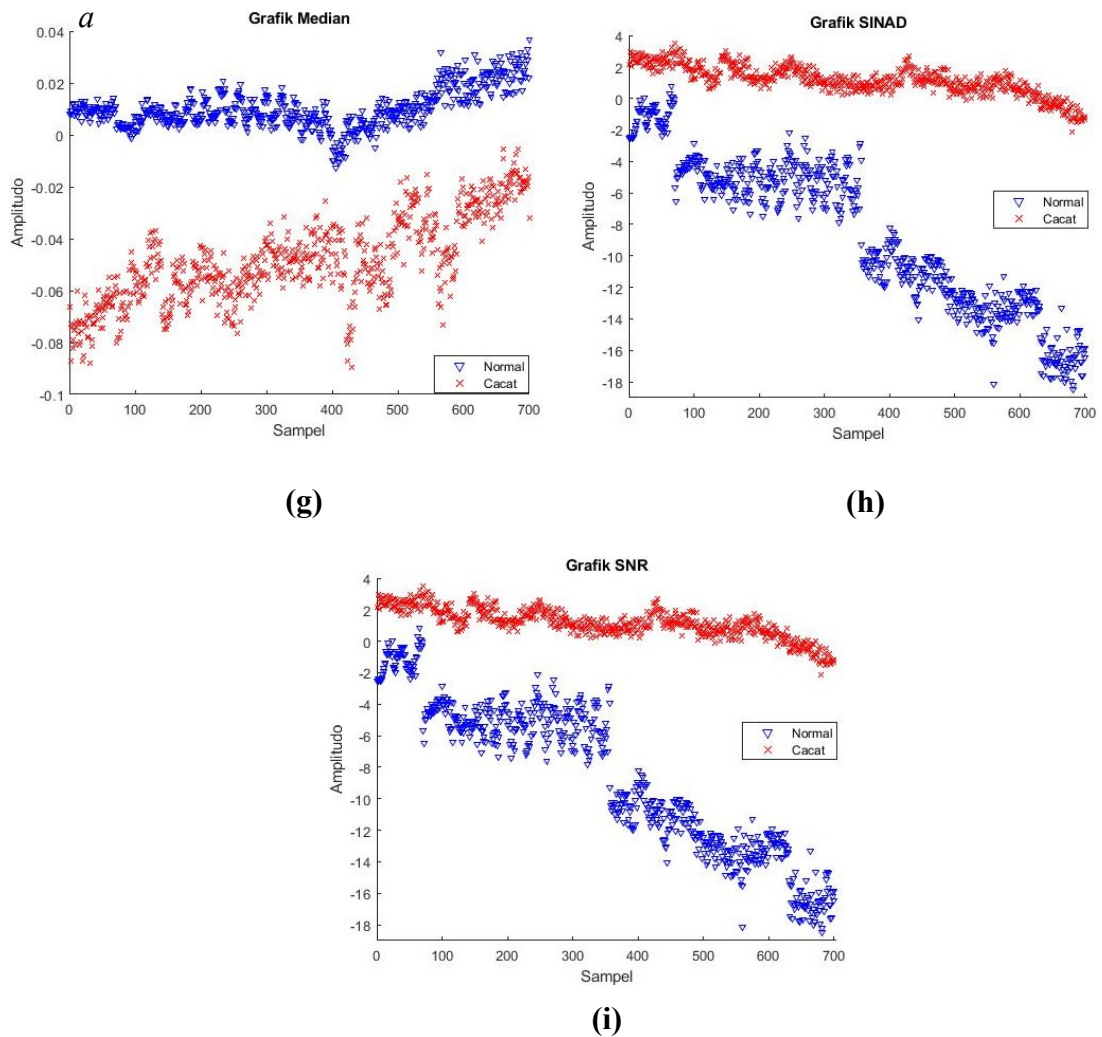 a
Grafik Median
0.04
0.02
0
-0.02
-0.04
-0.06
-0.08
-0.1
Amplitudo
0 100 200 300 400 500 600 700
Sampel
Normal
Cacat
(g)
Grafik SINAD
4
2
0
-2
-4
-6
-8
-10
-12
-14
-16
-18
Amplitudo
0 100 200 300 400 500 600 700
Sampel
Normal
Cacat
(h)
Grafik SNR
4
2
0
-2
-4
-6
-8
-10
-12
-14
-16
-18
Amplitudo
0 100 200 300 400 500 600 700
Sampel
Normal
Cacat
(i)